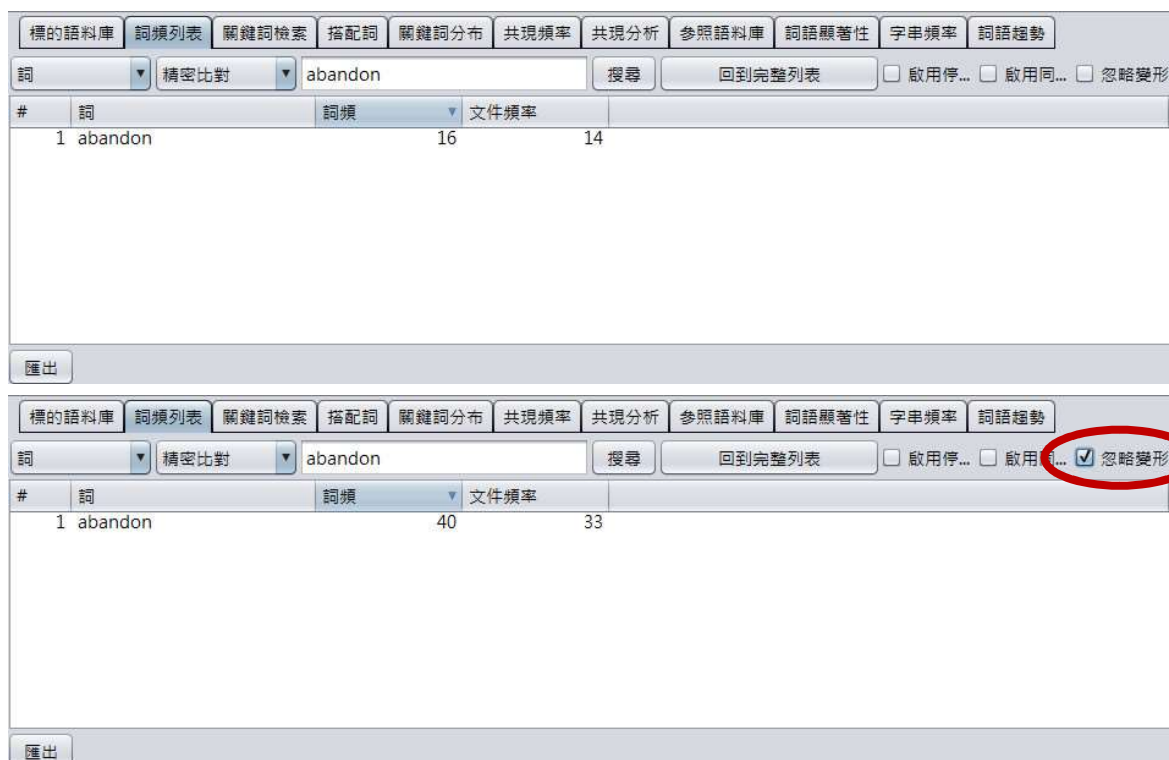 標的語料庫 詞頻列表 關鍵詞檢索 搭配詞 關鍵詞分布 共現頻率 共現分析 參照語料庫 詞語顯著性 字串頻率 詞語趨勢
詞 精密比對 abandon 搜尋 回到完整列表 啟用停... 啟用同... 忽略變形
# 詞 詞頻 文件頻率
1 abandon 16 14
匯出
標的語料庫 詞頻列表 關鍵詞檢索 搭配詞 關鍵詞分布 共現頻率 共現分析 參照語料庫 詞語顯著性 字串頻率 詞語趨勢
詞 精密比對 abandon 搜尋 回到完整列表 啟用停... 啟用同... 忽略變形
# 詞 詞頻 文件頻率
1 abandon 40 33
匯出